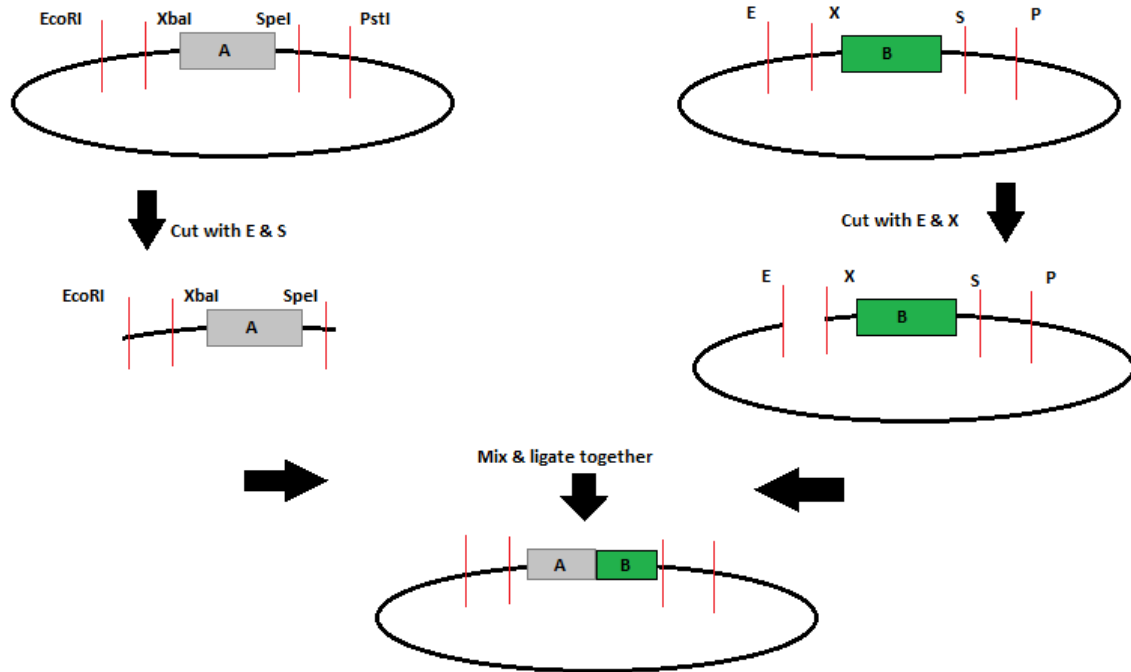 EcoRI XbaI SpeI PstI
A
E X S P
B
Cut with E & S
Cut with E & X
EcoRI XbaI SpeI
A
E X S P
B
Mix & ligate together
A B